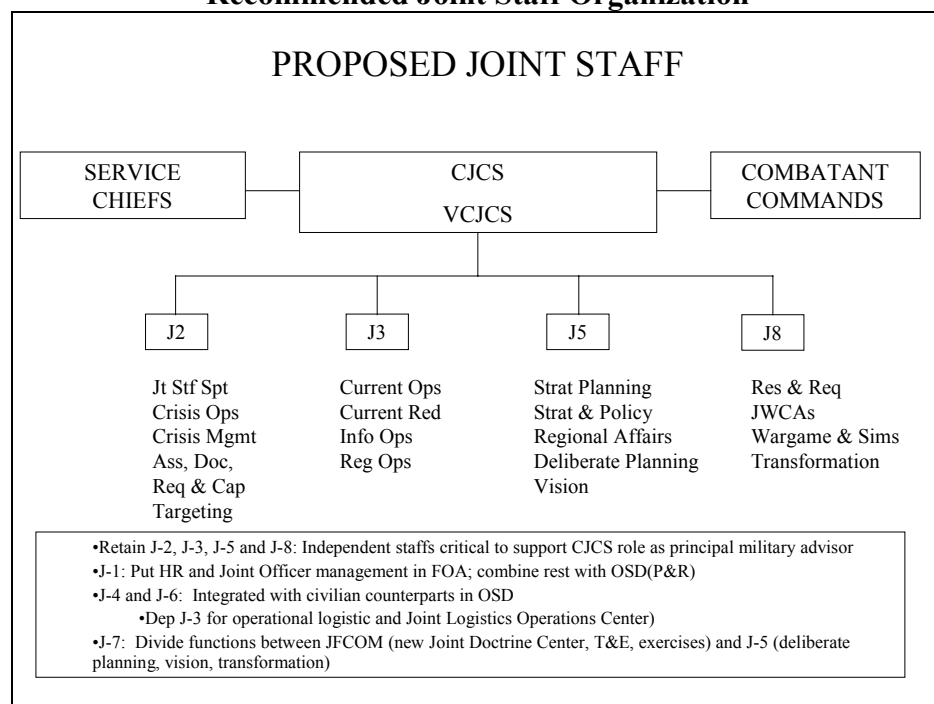 Recommended Joint Staff Organization
PROPOSED JOINT STAFF
SERVICE
CHIEFS
CJCS
VCJCS
COMBATANT
COMMANDS
J2
J3
J5
J8
Jt Stf Spt
Crisis Ops
Crisis Mgmt
Ass, Doc,
Req & Cap
Targeting
Current Ops
Current Red
Info Ops
Reg Ops
Strat Planning
Strat & Policy
Regional Affairs
Deliberate Planning
Vision
Res & Req
JWCAs
Wargame & Sims
Transformation
•Retain J-2, J-3, J-5 and J-8: Independent staffs critical to support CJCS role as principal military advisor
•J-1: Put HR and Joint Officer management in FOA; combine rest with OSD(P&R)
•J-4 and J-6: Integrated with civilian counterparts in OSD
•Dep J-3 for operational logistic and Joint Logistics Operations Center)
•J-7: Divide functions between JFCOM (new Joint Doctrine Center, T&E, exercises) and J-5 (deliberate
planning, vision, transformation)